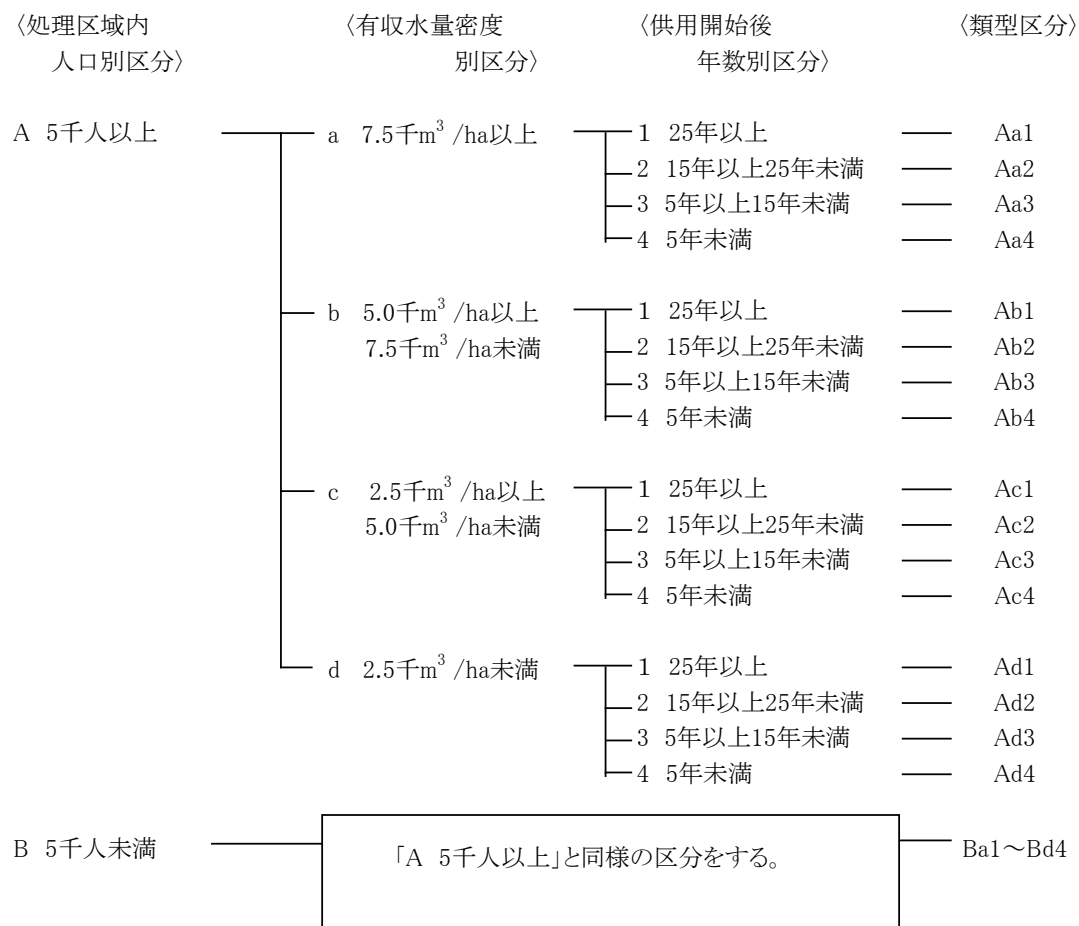 〈処理区域内 〈有収水量密度 〈供用開始後 〈類型区分〉
人口別区分〉 別区分〉 年数別区分〉
A 5千人以上 a 7.5千m³/ha以上 1 25年以上 Aa1
2 15年以上25年未満 Aa2
3 5年以上15年未満 Aa3
4 5年未満 Aa4
b 5.0千m³/ha以上 1 25年以上 Ab1
7.5千m³/ha未満 2 15年以上25年未満 Ab2
3 5年以上15年未満 Ab3
4 5年未満 Ab4
c 2.5千m³/ha以上 1 25年以上 Ac1
5.0千m³/ha未満 2 15年以上25年未満 Ac2
3 5年以上15年未満 Ac3
4 5年未満 Ac4
d 2.5千m³/ha未満 1 25年以上 Ad1
2 15年以上25年未満 Ad2
3 5年以上15年未満 Ad3
4 5年未満 Ad4
B 5千人未満 「A 5千人以上」と同様の区分をする。 Ba1～Bd4